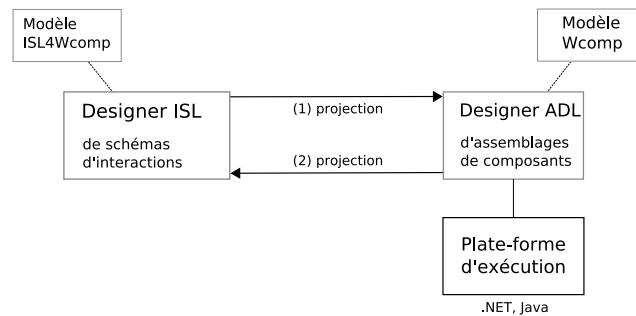 Modèle
ISL4Wcomp
Modèle
Wcomp
Designer ISL
de schémas
d'interactions
(1) projection
(2) projection
Designer ADL
d'assemblages
de composants
Plate-forme
d'exécution
.NET, Java